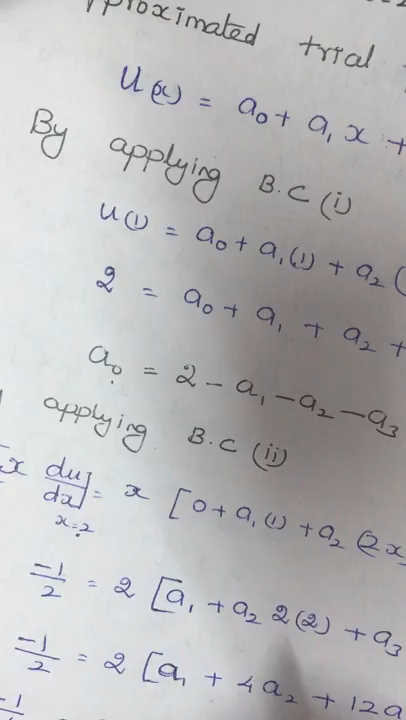 approximated trial
U(x) = a₀ + a₁x +
By applying B.C (i)
u(1) = a₀ + a₁(1) + a₂(
2 = a₀ + a₁ + a₂ +
a₀ = 2 - a₁ - a₂ - a₃
applying B.C (ii)
x du/dx]x=2 = x [0 + a₁(1) + a₂(2x
-1/2 = 2 [a₁ + a₂ 2(2) + a₃
-1/2 = 2 [a₁ + 4a₂ + 12a
-1